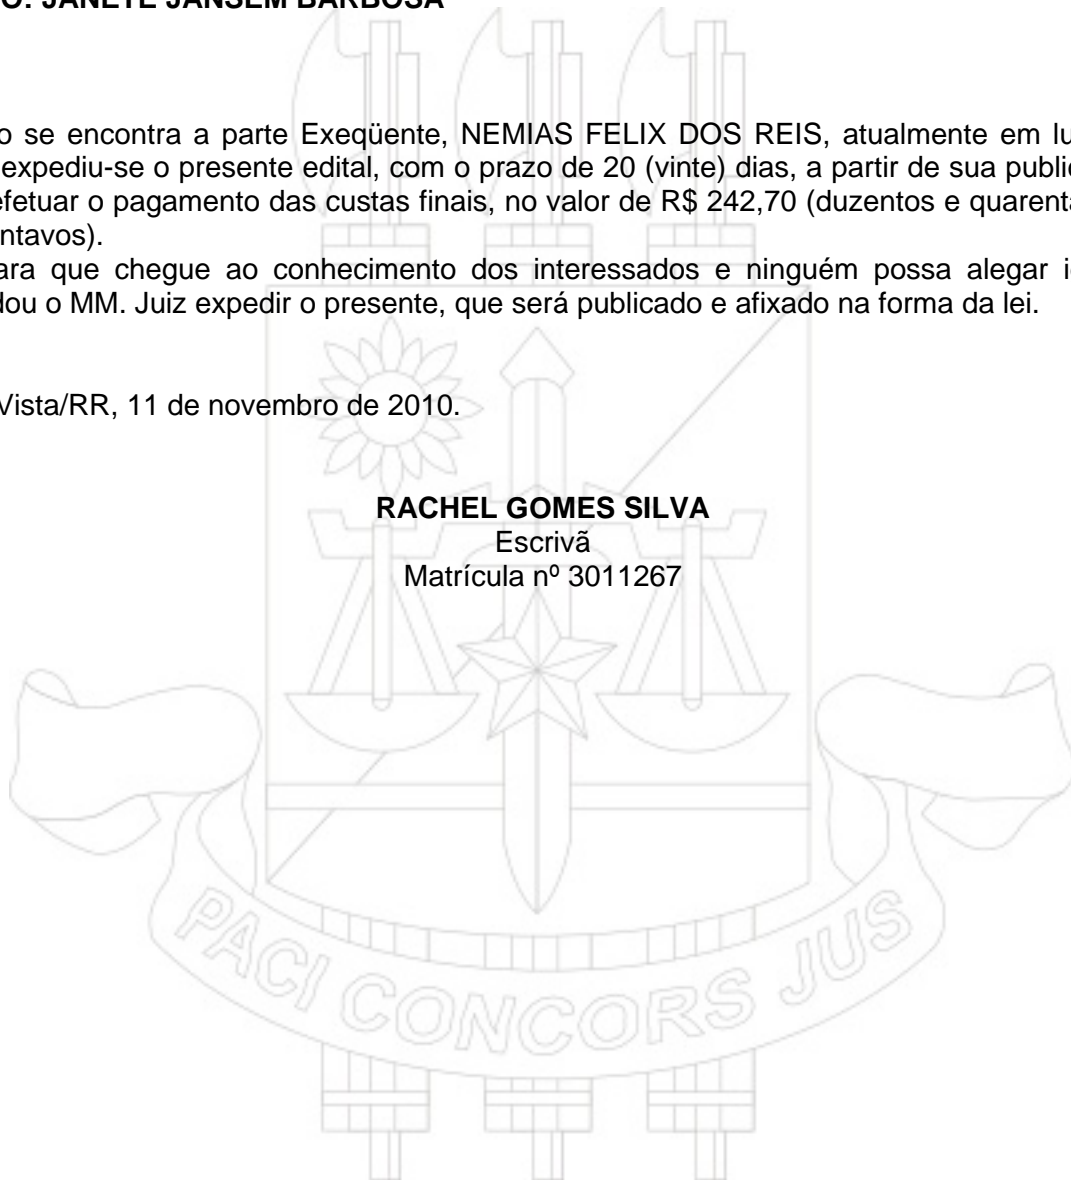 O: JANETE JANSEM BARBOSA
o se encontra a parte Exeqüente, NEMIAS FELIX DOS REIS, atualmente em lu
expediu-se o presente edital, com o prazo de 20 (vinte) dias, a partir de sua publi
efetuar o pagamento das custas finais, no valor de R$ 242,70 (duzentos e quarent
ntavos).
ara que chegue ao conhecimento dos interessados e ninguém possa alegar i
dou o MM. Juiz expedir o presente, que será publicado e afixado na forma da lei.
Vista/RR, 11 de novembro de 2010.
RACHEL GOMES SILVA
Escrivã
Matrícula nº 3011267
PACI CONCORS JUS